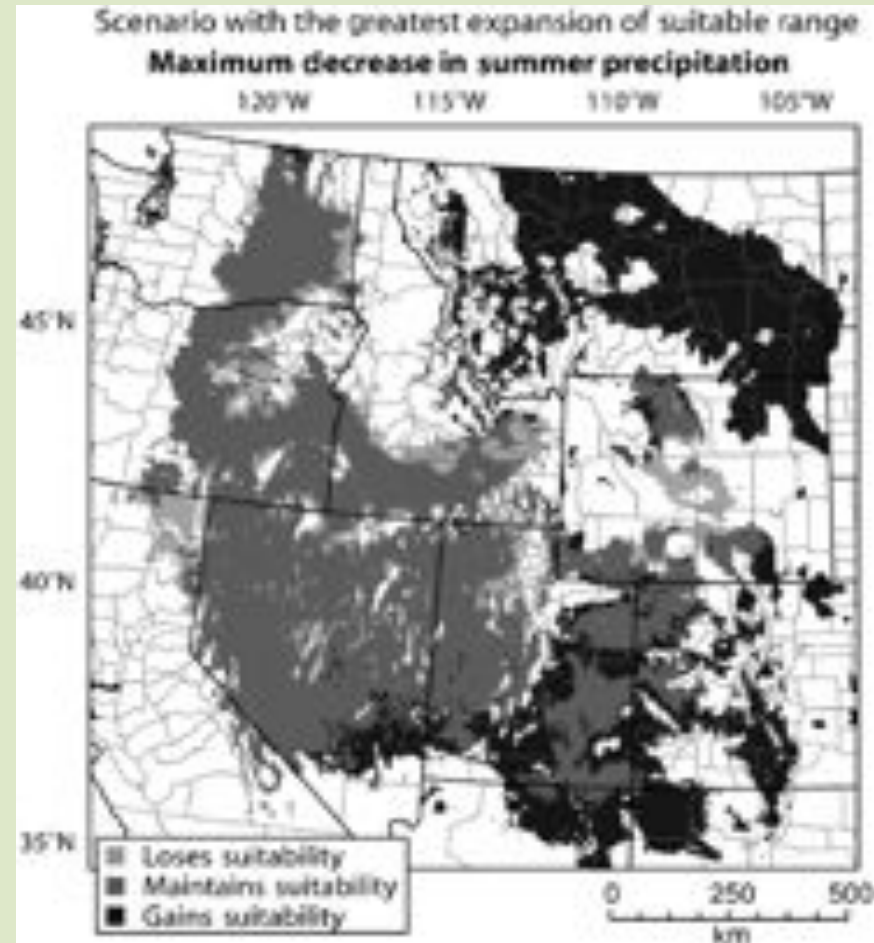 Scenario with the greatest expansion of suitable range
Maximum decrease in summer precipitation
120°W 115°W 110°W 105°W
45°N
40°N
35°N
Loses suitability
Maintains suitability
Gains suitability
0 250 500
km